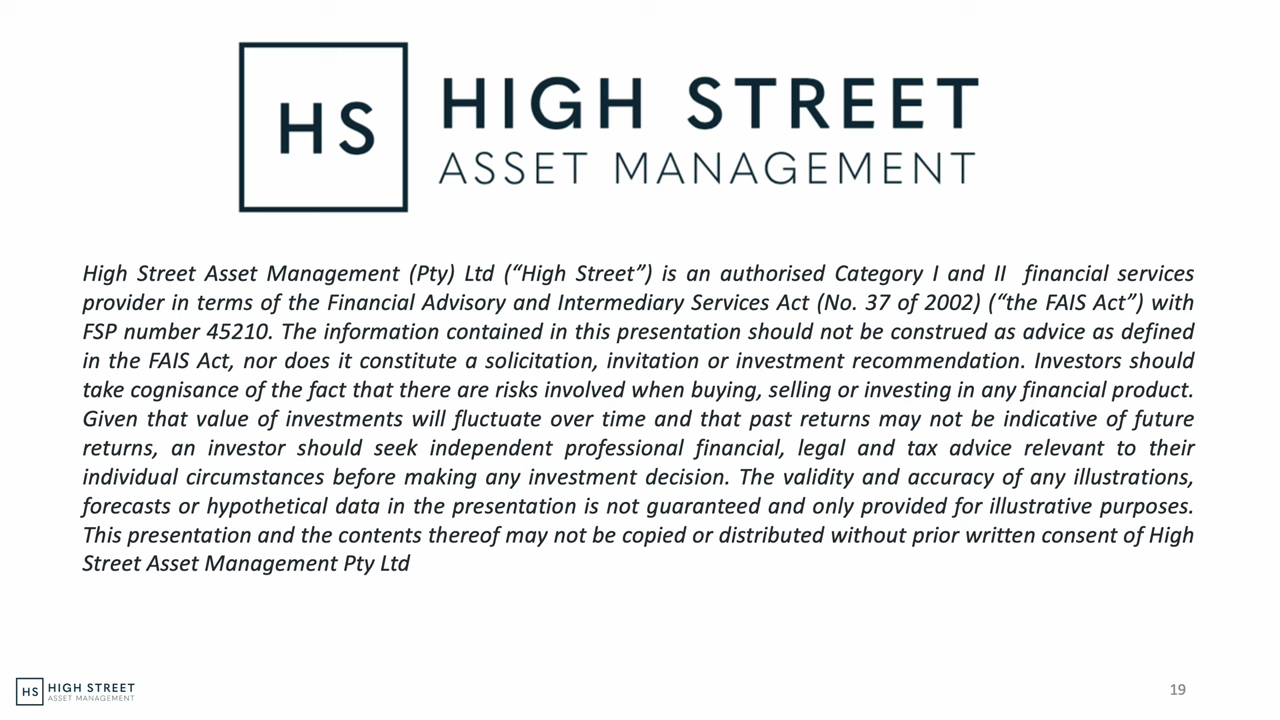 HS
HIGH STREET
ASSET MANAGEMENT
High Street Asset Management (Pty) Ltd (“High Street”) is an authorised Category I and II financial services
provider in terms of the Financial Advisory and Intermediary Services Act (No. 37 of 2002) (“the FAIS Act”) with
FSP number 45210. The information contained in this presentation should not be construed as advice as defined
in the FAIS Act, nor does it constitute a solicitation, invitation or investment recommendation. Investors should
take cognisance of the fact that there are risks involved when buying, selling or investing in any financial product.
Given that value of investments will fluctuate over time and that past returns may not be indicative of future
returns, an investor should seek independent professional financial, legal and tax advice relevant to their
individual circumstances before making any investment decision. The validity and accuracy of any illustrations,
forecasts or hypothetical data in the presentation is not guaranteed and only provided for illustrative purposes.
This presentation and the contents thereof may not be copied or distributed without prior written consent of High
Street Asset Management Pty Ltd
HS
HIGH STREET
ASSET MANAGEMENT
19